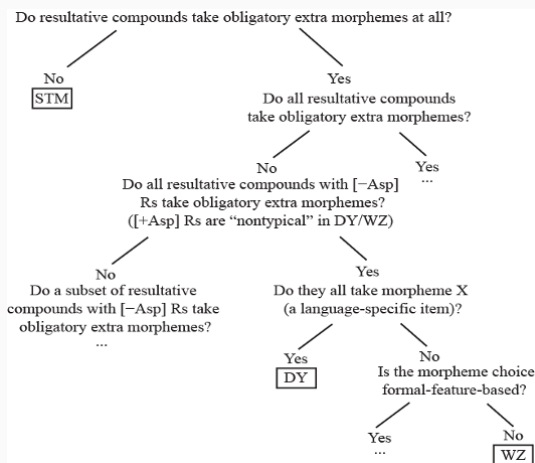 Do resultative compounds take obligatory extra morphemes at all?
No
STM
Yes
Do all resultative compounds
take obligatory extra morphemes?
No
Do all resultative compounds with [−Asp]
Rs take obligatory extra morphemes?
([+Asp] Rs are “nontypical” in DY/WZ)
Yes
...
No
Do a subset of resultative
compounds with [−Asp] Rs take
obligatory extra morphemes?
...
Yes
Do they all take morpheme X
(a language-specific item)?
Yes
DY
No
Is the morpheme choice
formal-feature-based?
Yes
...
No
WZ